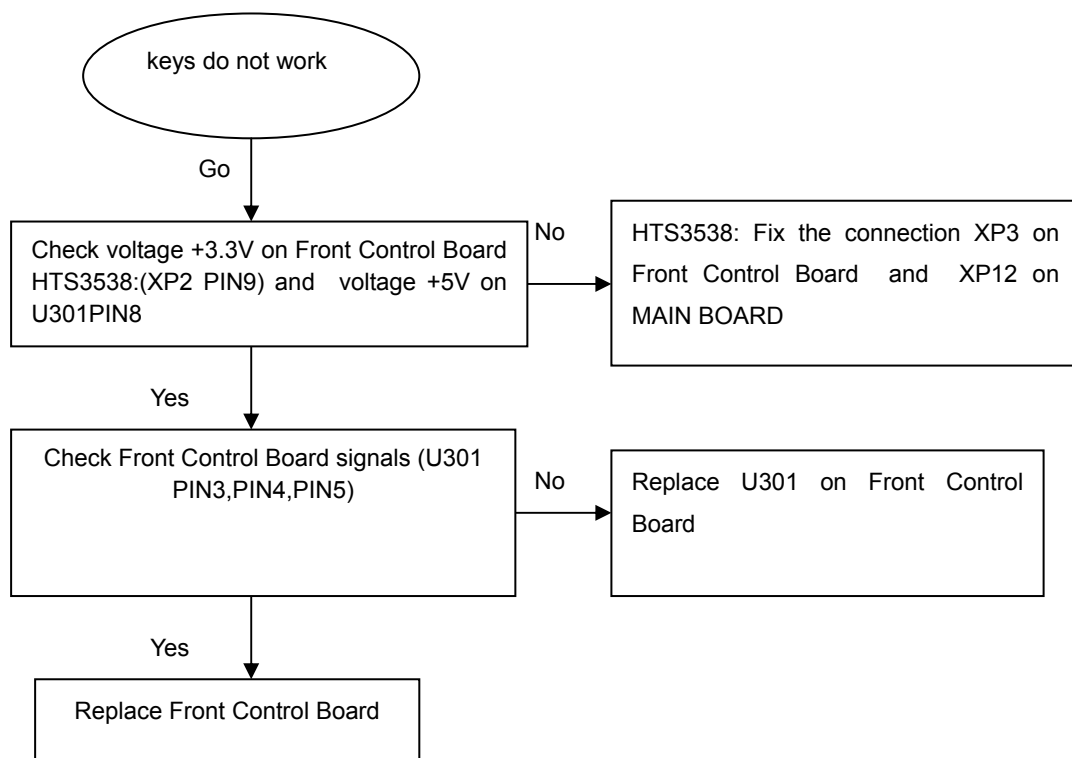 keys do not work
Go
Check voltage +3.3V on Front Control Board
HTS3538:(XP2 PIN9) and voltage +5V on
U301PIN8
No
HTS3538: Fix the connection XP3 on
Front Control Board and XP12 on
MAIN BOARD
Yes
Check Front Control Board signals (U301
PIN3,PIN4,PIN5)
No
Replace U301 on Front Control
Board
Yes
Replace Front Control Board